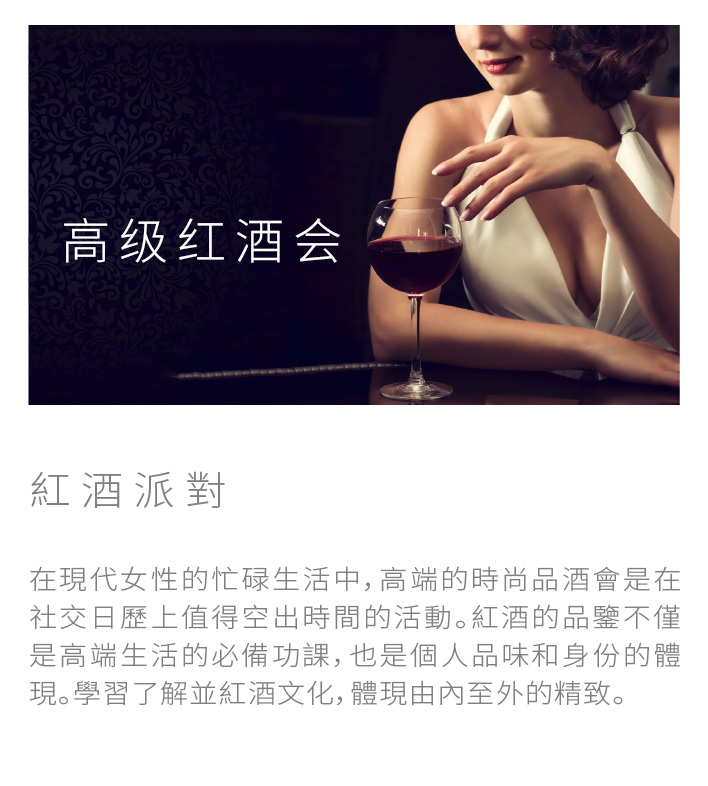 高级红酒会
紅酒派對
在現代女性的忙碌生活中，高端的時尚品酒會是在
社交日歷上值得空出時間的活動。紅酒的品鑒不僅
是高端生活的必備功課，也是個人品味和身份的體
現。學習了解並紅酒文化，體現由內至外的精致。